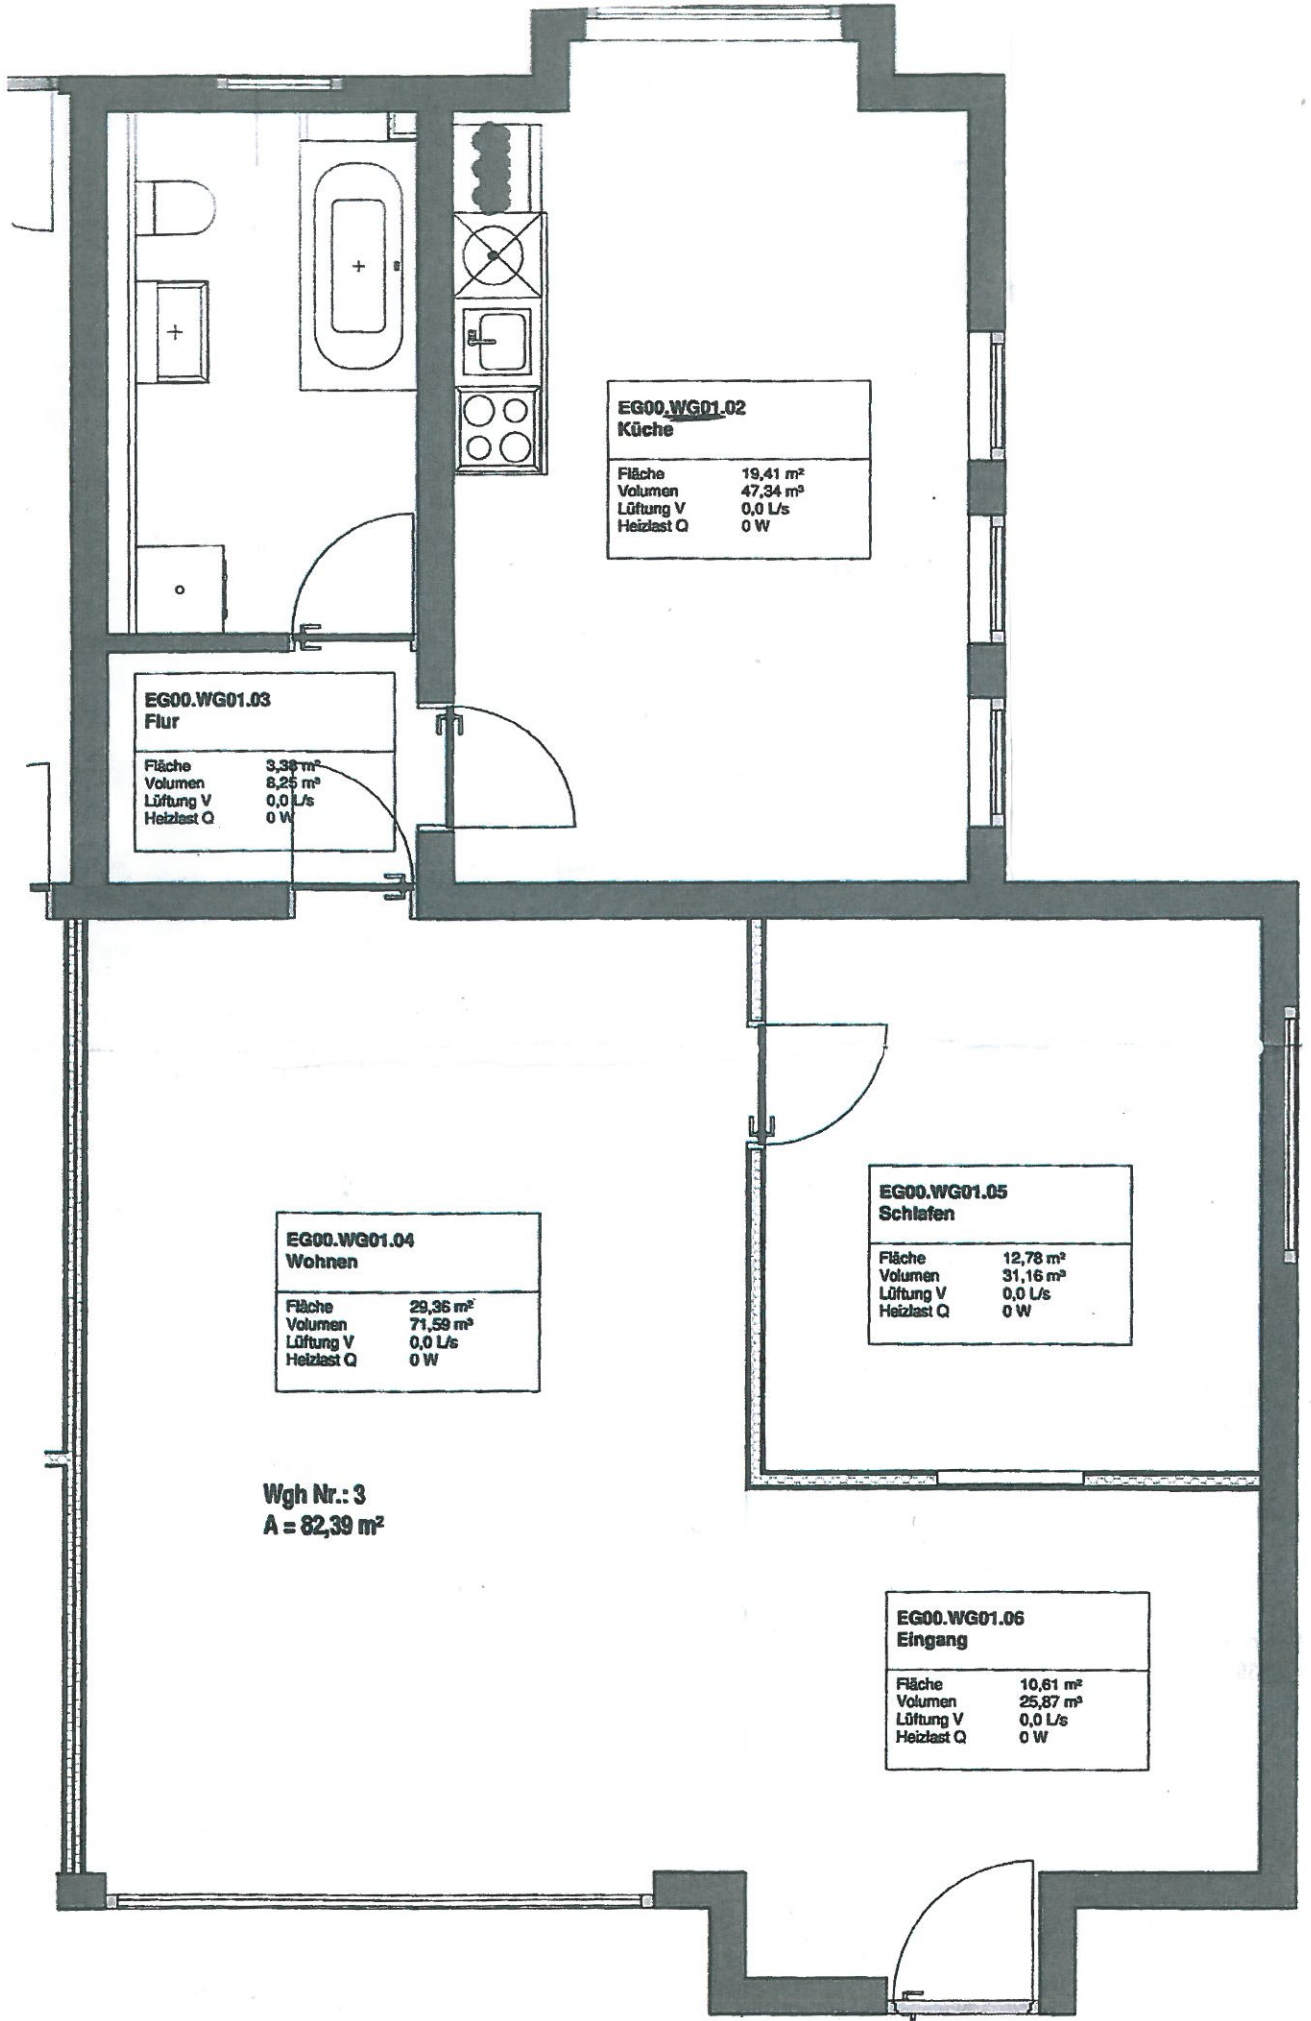 EG00.WG01.02
Küche
Fläche 19,41 m²
Volumen 47,34 m³
Lüftung V 0,0 L/s
Heizlast Q 0 W
EG00.WG01.03
Flur
Fläche 3,38 m²
Volumen 8,25 m³
Lüftung V 0,0 L/s
Heizlast Q 0 W
EG00.WG01.05
Schlafen
Fläche 12,78 m²
Volumen 31,16 m³
Lüftung V 0,0 L/s
Heizlast Q 0 W
EG00.WG01.04
Wohnen
Fläche 29,36 m²
Volumen 71,59 m³
Lüftung V 0,0 L/s
Heizlast Q 0 W
Wgh Nr.: 3
A = 82,39 m²
EG00.WG01.06
Eingang
Fläche 10,61 m²
Volumen 25,87 m³
Lüftung V 0,0 L/s
Heizlast Q 0 W